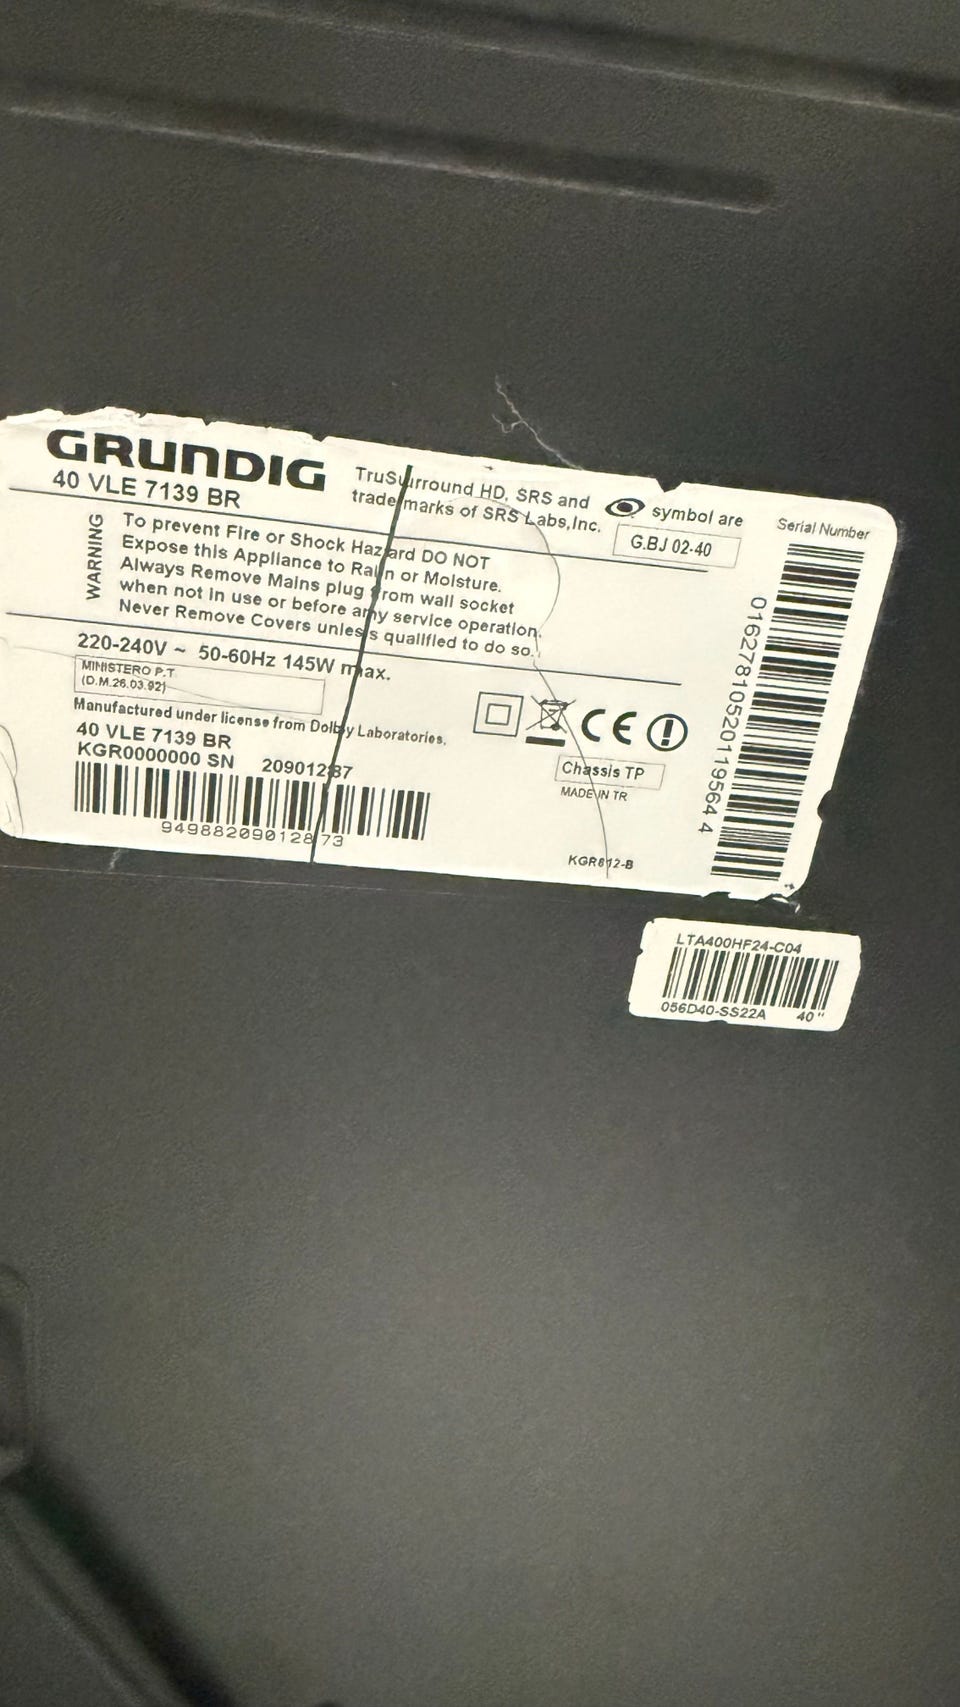 GRUNDIG
40 VLE 7139 BR
TruSurround HD, SRS and symbol are
trademarks of SRS Labs,Inc.
G.BJ 02-40
WARNING
To prevent Fire or Shock Hazard DO NOT
Expose this Appliance to Rain or Moisture.
Always Remove Mains plug from wall socket
when not in use or before any service operation.
Never Remove Covers unless qualified to do so.
220-240V ~ 50-60Hz 145W max.
MINISTERO P.T.
(D.M.26.03.92)
Manufactured under license from Dolby Laboratories.
40 VLE 7139 BR
KGR0000000 SN 20901287
94988209012873
CE
Chassis TP
MADE IN TR
KGR812-B
Serial Number
016278105201119564 4
LTA400HF24-C04
056D40-SS22A 40"